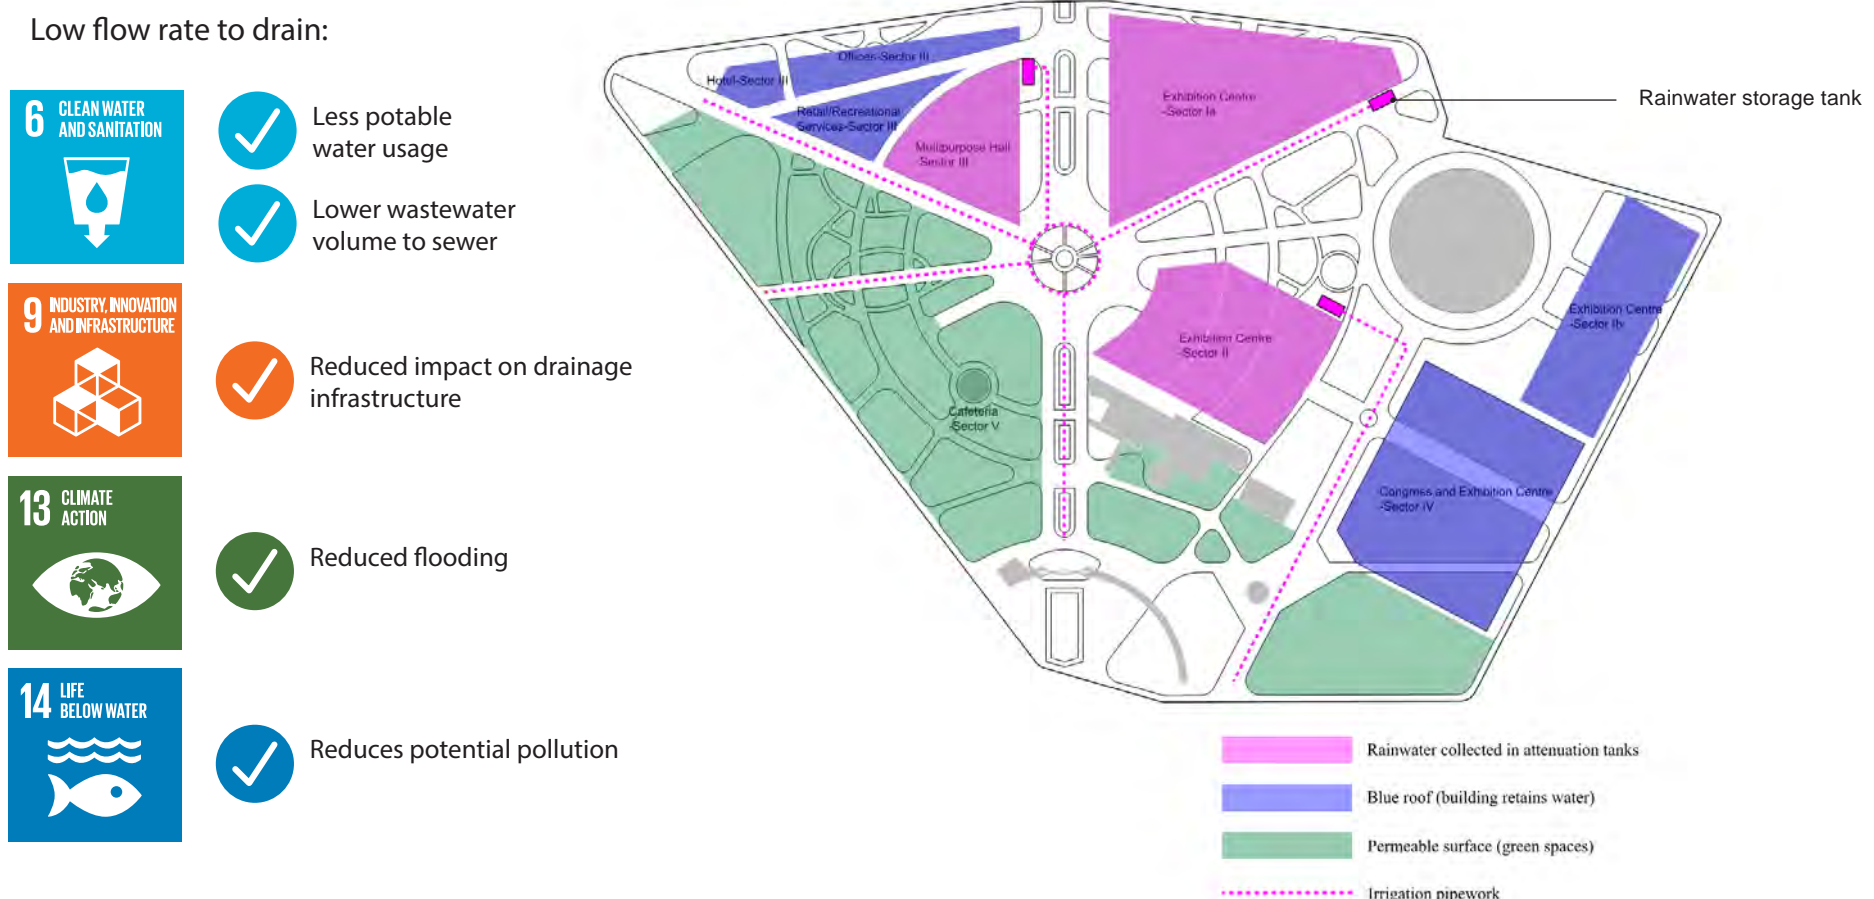 Low flow rate to drain:
6 CLEAN WATER
AND SANITATION
Less potable
water usage
Lower wastewater
volume to sewer
9 INDUSTRY, INNOVATION
AND INFRASTRUCTURE
Reduced impact on drainage
infrastructure
13 CLIMATE
ACTION
Reduced flooding
14 LIFE
BELOW WATER
Reduces potential pollution
Offices-Sector III
Hotel-Sector III
Retail/Recreational
Services-Sector III
Multipurpose Hall
-Sector III
Exhibition Centre
-Sector Ia
Rainwater storage tank
Exhibition Centre
-Sector II
Exhibition Centre
-Sector
Cafeteria
-Sector V
Congress and Exhibition Centre
-Sector IV
Rainwater collected in attenuation tanks
Blue roof (building retains water)
Permeable surface (green spaces)
Irrigation pipework